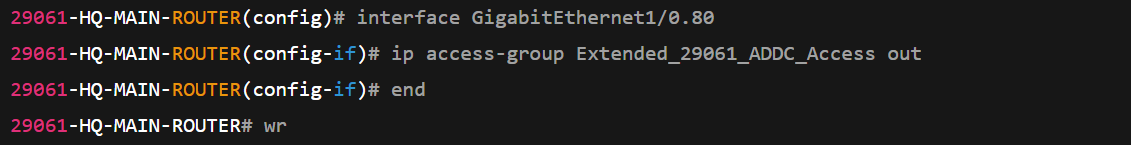 29061-HQ-MAIN-ROUTER(config)# interface GigabitEthernet1/0.80
29061-HQ-MAIN-ROUTER(config-if)# ip access-group Extended_29061_ADDC_Access out
29061-HQ-MAIN-ROUTER(config-if)# end
29061-HQ-MAIN-ROUTER# wr